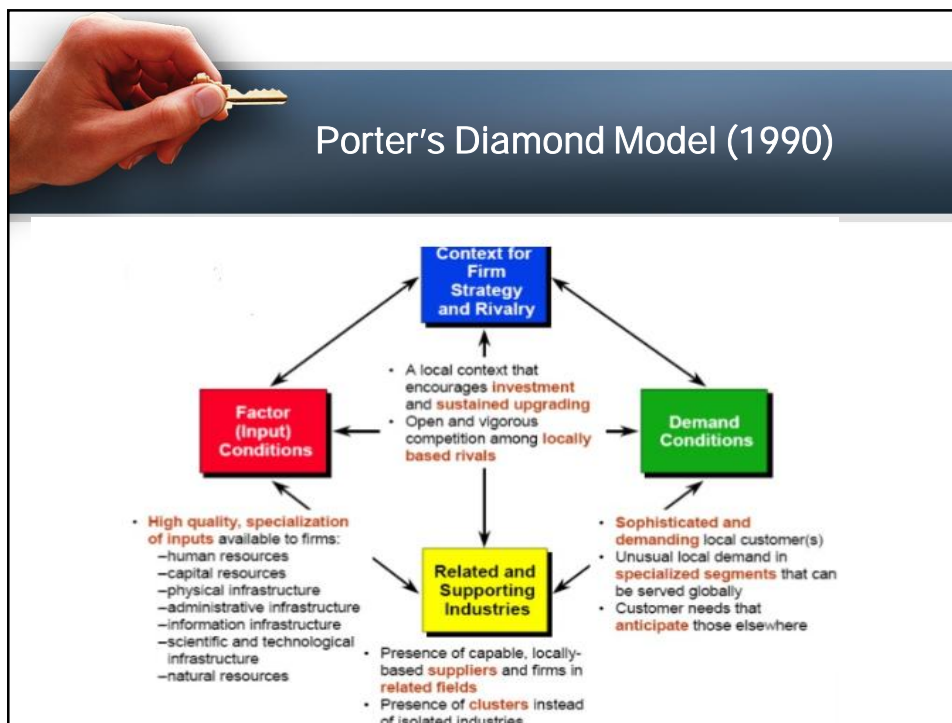 Porter's Diamond Model (1990)
Context for
Firm
Strategy
and Rivalry
• A local context that
encourages investment
and sustained upgrading
• Open and vigorous
competition among locally
based rivals
Factor
(Input)
Conditions
Demand
Conditions
• High quality, specialization
of inputs available to firms:
–human resources
–capital resources
–physical infrastructure
–administrative infrastructure
–information infrastructure
–scientific and technological
infrastructure
–natural resources
Related and
Supporting
Industries
• Sophisticated and
demanding local customer(s)
• Unusual local demand in
specialized segments that can
be served globally
• Customer needs that
anticipate those elsewhere
• Presence of capable, locally-
based suppliers and firms in
related fields
• Presence of clusters instead
of isolated industries